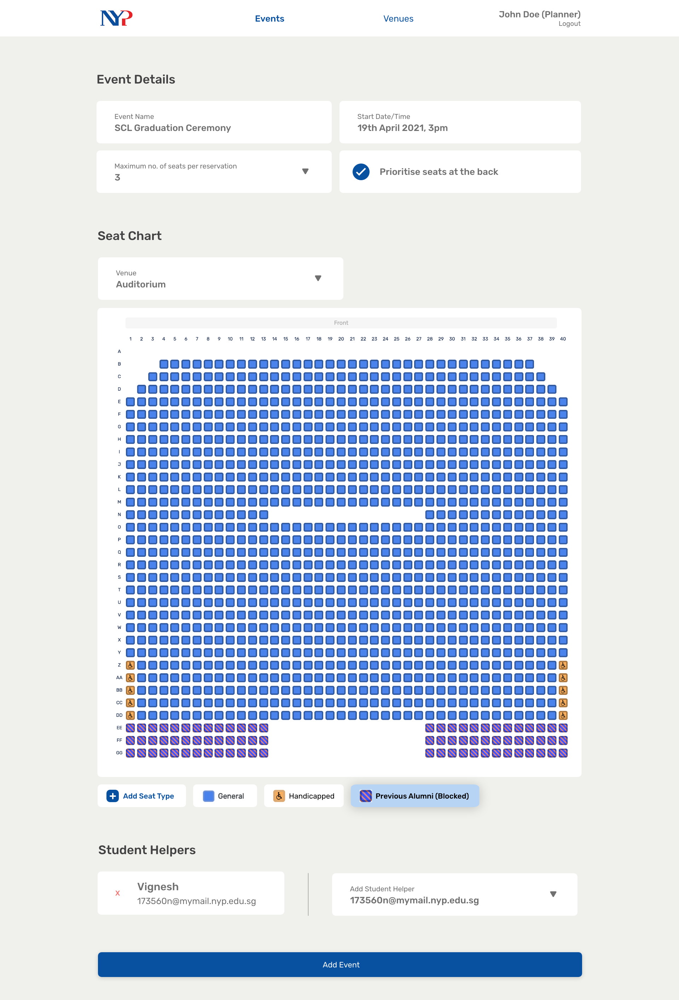 NYP
Events
Venues
John Doe (Planner)
Logout
Event Details
Event Name
SCL Graduation Ceremony
Start Date/Time
19th April 2021, 3pm
Maximum no. of seats per reservation
3
Prioritise seats at the back
Seat Chart
Venue
Auditorium
Front
1 2 3 4 5 6 7 8 9 10 11 12 13 14 15 16 17 18 19 20 21 22 23 24 25 26 27 28 29 30 31 32 33 34 35 36 37 38 39 40
A
B
C
D
E
F
G
H
I
J
K
L
M
N
O
P
Q
R
S
T
U
V
W
X
Y
Z
AA
BB
CC
DD
EE
FF
GG
Add Seat Type
General
Handicapped
Previous Alumni (Blocked)
Student Helpers
x
Vignesh
173560n@mymail.nyp.edu.sg
Add Student Helper
173560n@mymail.nyp.edu.sg
Add Event